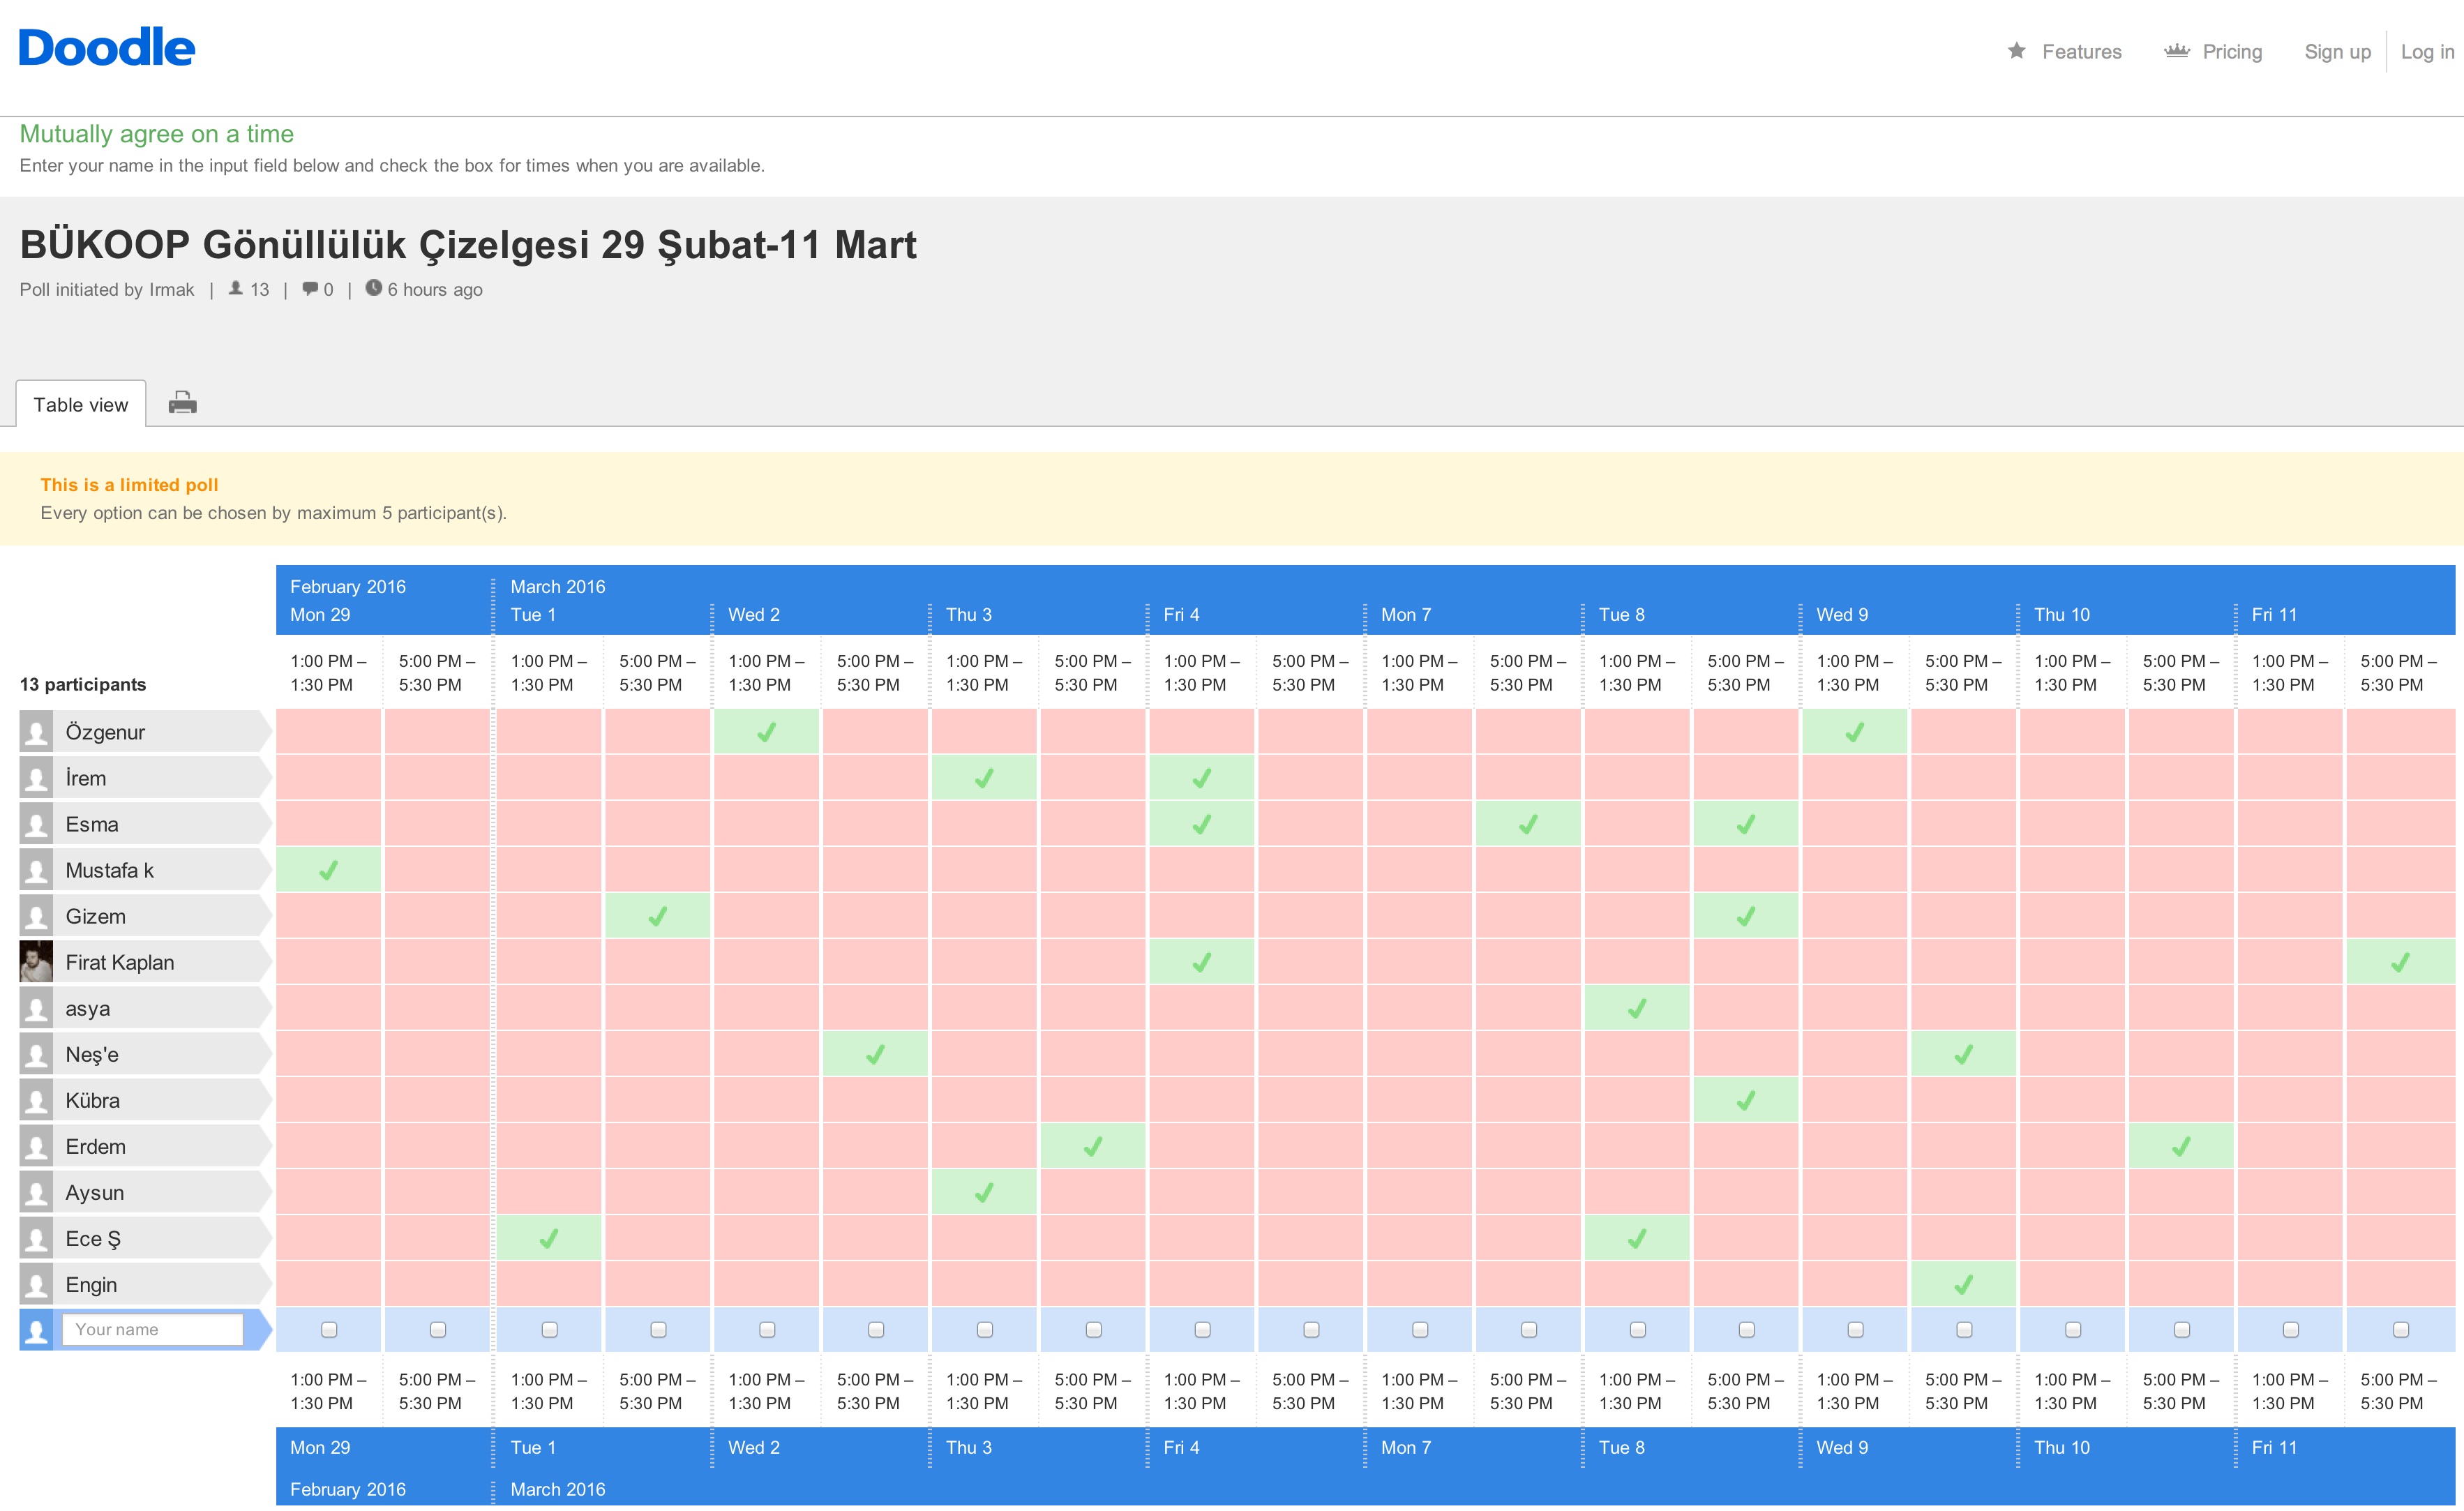 Doodle
Features Pricing Sign up Log in
Mutually agree on a time
Enter your name in the input field below and check the box for times when you are available.
BÜKOOP Gönüllülük Çizelgesi 29 Şubat-11 Mart
Poll initiated by Irmak | 13 | 0 | 6 hours ago
Table view
This is a limited poll
Every option can be chosen by maximum 5 participant(s).
February 2016 March 2016
Mon 29 Tue 1 Wed 2 Thu 3 Fri 4 Mon 7 Tue 8 Wed 9 Thu 10 Fri 11
1:00 PM – 5:00 PM – 1:00 PM – 5:00 PM – 1:00 PM – 5:00 PM – 1:00 PM – 5:00 PM – 1:00 PM – 5:00 PM – 1:00 PM – 5:00 PM – 1:00 PM – 5:00 PM – 1:00 PM – 5:00 PM – 1:00 PM – 5:00 PM – 1:00 PM – 5:00 PM –
13 participants 1:30 PM 5:30 PM 1:30 PM 5:30 PM 1:30 PM 5:30 PM 1:30 PM 5:30 PM 1:30 PM 5:30 PM 1:30 PM 5:30 PM 1:30 PM 5:30 PM 1:30 PM 5:30 PM 1:30 PM 5:30 PM 1:30 PM 5:30 PM
Özgenur
İrem
Esma
Mustafa k
Gizem
Firat Kaplan
asya
Neş'e
Kübra
Erdem
Aysun
Ece Ş
Engin
Your name
1:00 PM – 5:00 PM – 1:00 PM – 5:00 PM – 1:00 PM – 5:00 PM – 1:00 PM – 5:00 PM – 1:00 PM – 5:00 PM – 1:00 PM – 5:00 PM – 1:00 PM – 5:00 PM – 1:00 PM – 5:00 PM – 1:00 PM – 5:00 PM – 1:00 PM – 5:00 PM –
1:30 PM 5:30 PM 1:30 PM 5:30 PM 1:30 PM 5:30 PM 1:30 PM 5:30 PM 1:30 PM 5:30 PM 1:30 PM 5:30 PM 1:30 PM 5:30 PM 1:30 PM 5:30 PM 1:30 PM 5:30 PM 1:30 PM 5:30 PM
Mon 29 Tue 1 Wed 2 Thu 3 Fri 4 Mon 7 Tue 8 Wed 9 Thu 10 Fri 11
February 2016 March 2016